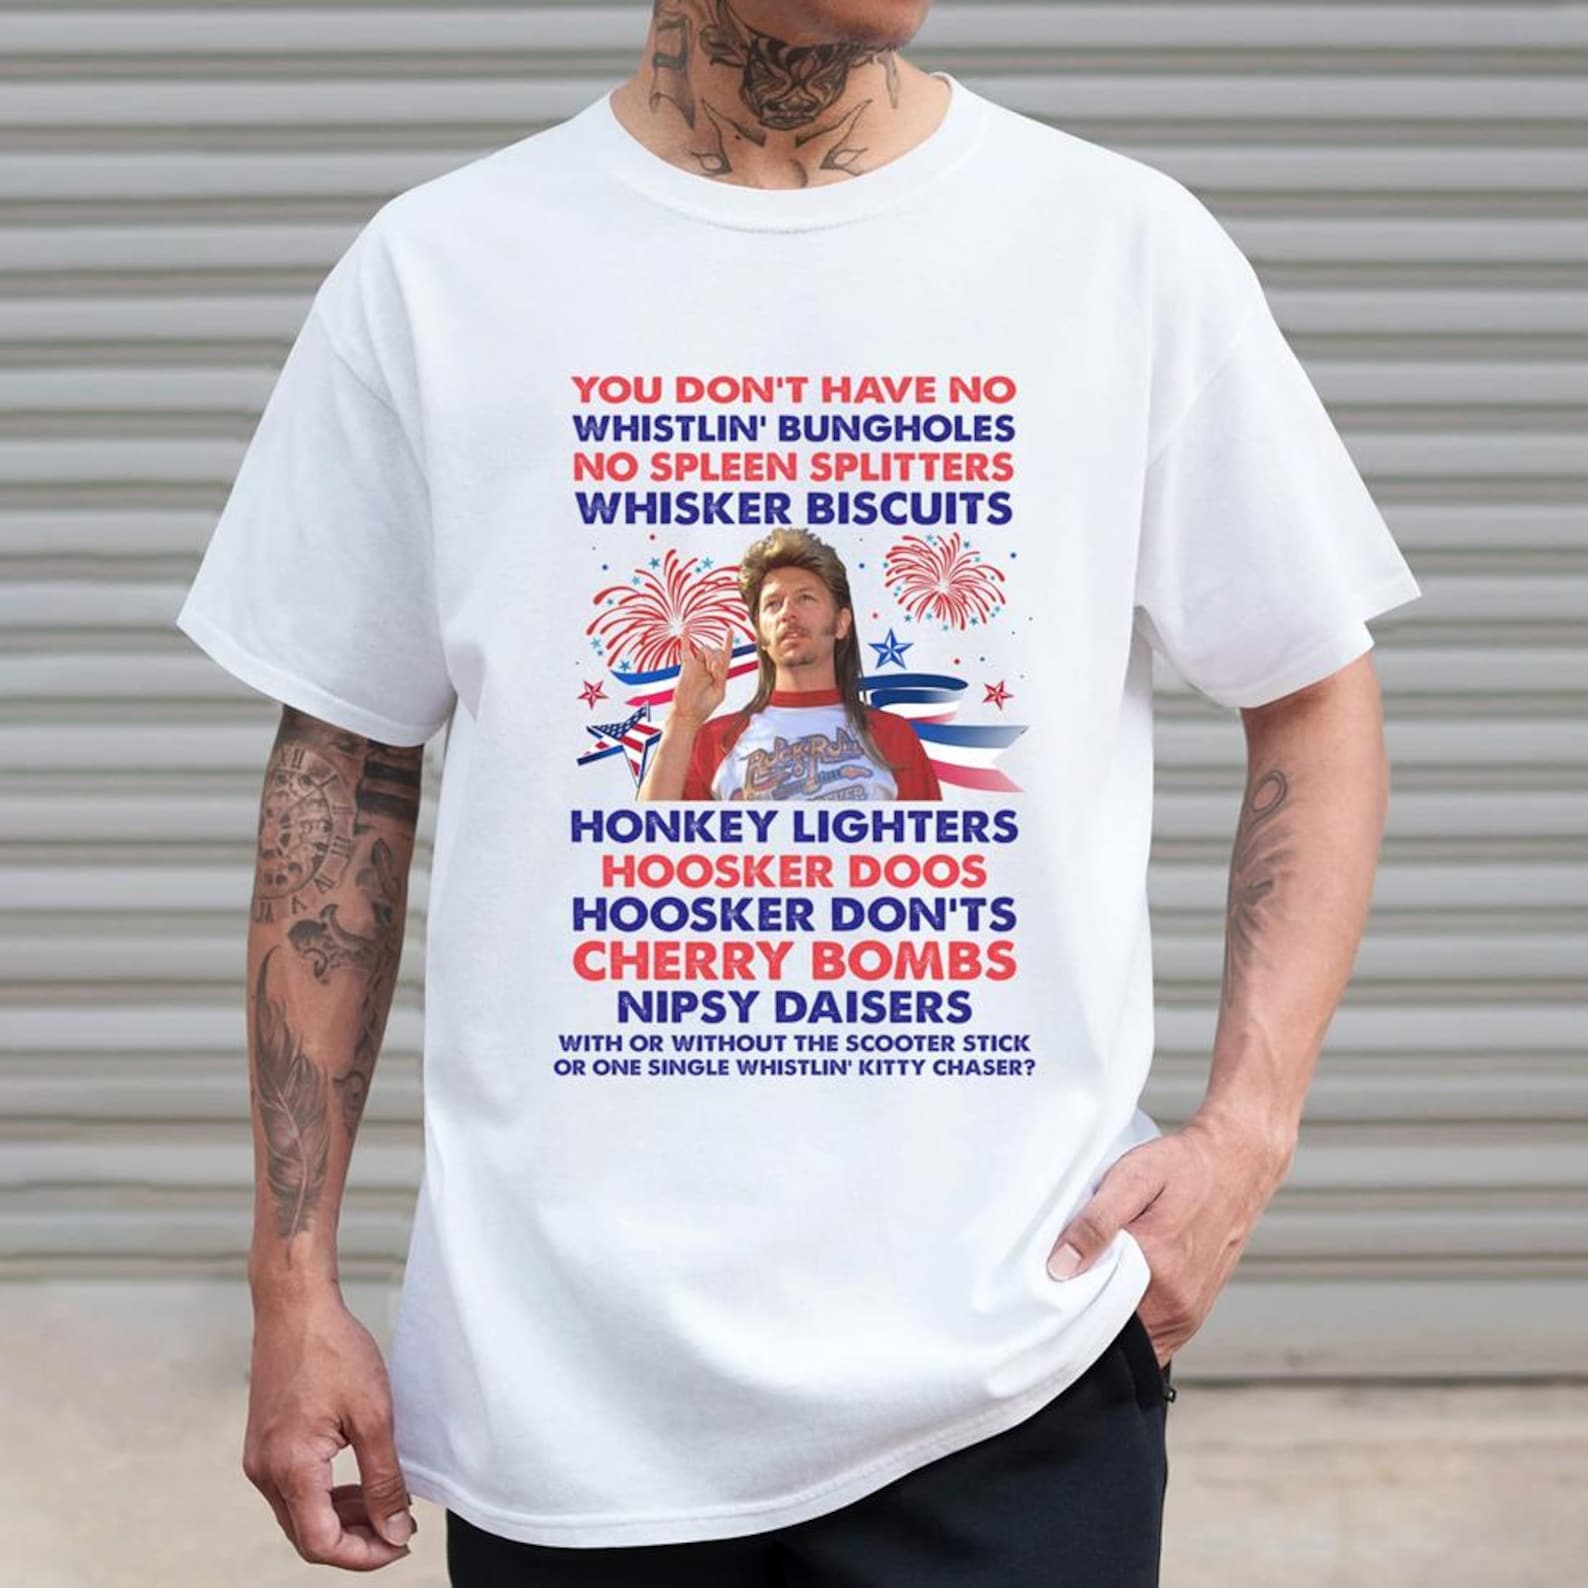 YOU DON'T HAVE NO
WHISTLIN' BUNGHOLES
NO SPLEEN SPLITTERS
WHISKER BISCUITS
HONKEY LIGHTERS
HOOSKER DOOS
HOOSKER DON'TS
CHERRY BOMBS
NIPSY DAISERS
WITH OR WITHOUT THE SCOOTER STICK
OR ONE SINGLE WHISTLIN' KITTY CHASER?